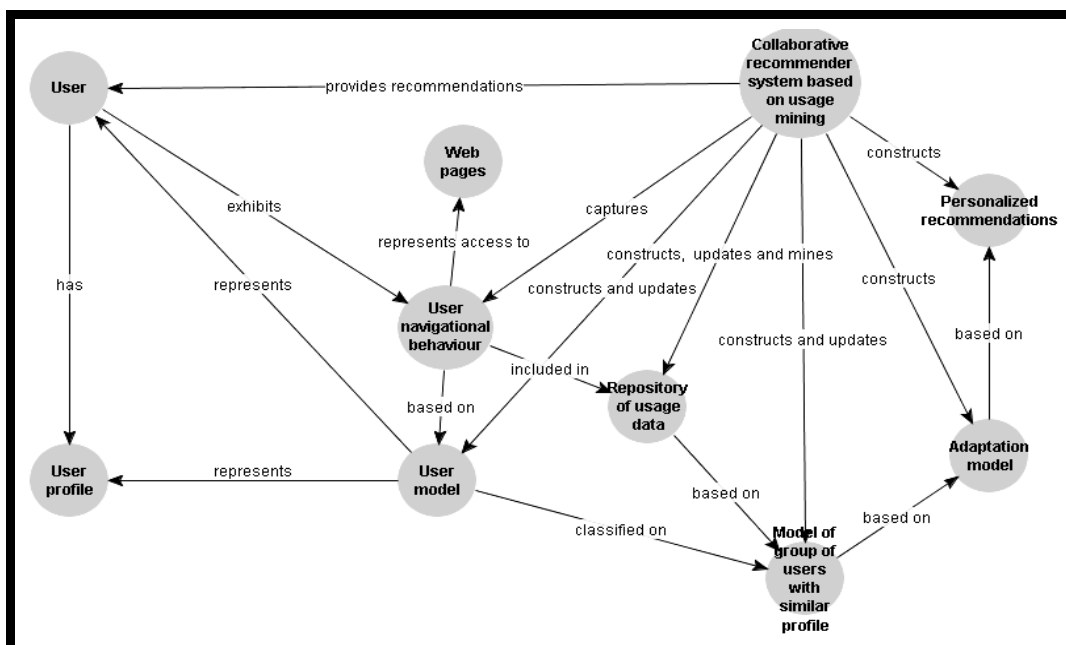 Collaborative
recommender
system based
on usage
mining
User
provides recommendations
Web
pages
constructs
Personalized
recommendations
exhibits
captures
represents access to
constructs, updates and mines
has
represents
constructs and updates
constructs
User
navigational
behaviour
constructs and updates
based on
included in
Repository
of usage
data
based on
User
profile
represents
User
model
Adaptation
model
based on
based on
classified on
Model of
group of
users
with
similar
profile